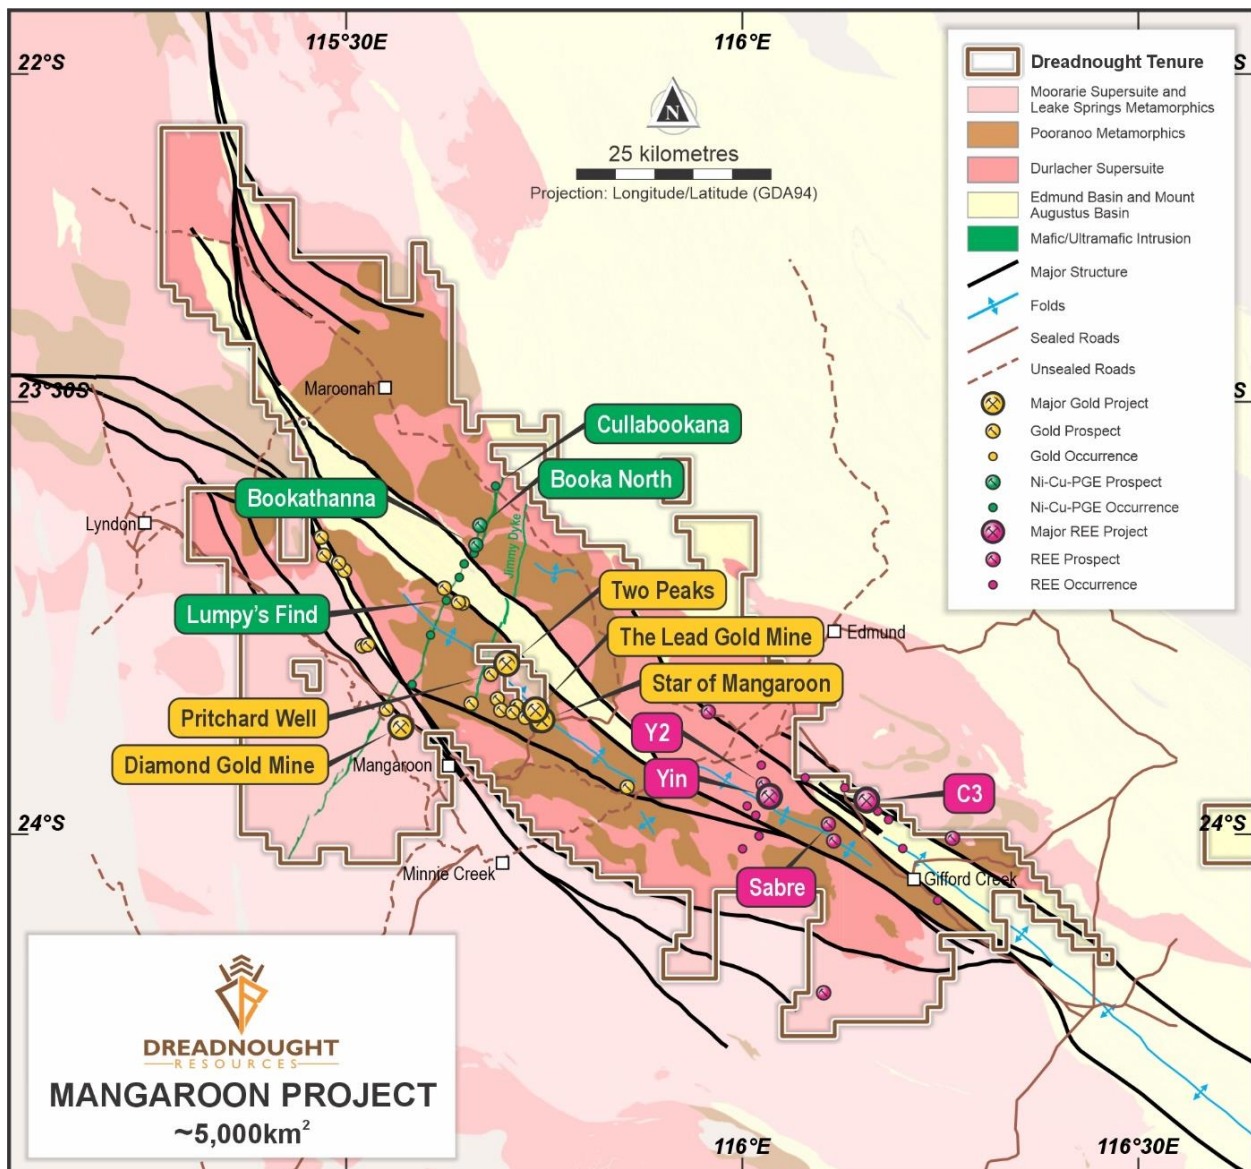 115°30'E
116°E
22°S
S
N
25 kilometres
Projection: Longitude/Latitude (GDA94)
Dreadnought Tenure
Moorarie Supersuite and
Leake Springs Metamorphics
Pooranoo Metamorphics
Durlacher Supersuite
Edmund Basin and Mount
Augustus Basin
Mafic/Ultramafic Intrusion
Major Structure
Folds
Sealed Roads
Unsealed Roads
Major Gold Project
Gold Prospect
Gold Occurrence
Ni-Cu-PGE Prospect
Ni-Cu-PGE Occurrence
Major REE Project
REE Prospect
REE Occurrence
23°30'S
S
Maroonah
Cullabookana
Booka North
Bookathanna
Lyndon
Jimmy Dyke
Two Peaks
Lumpy's Find
The Lead Gold Mine
Edmund
Star of Mangaroon
Pritchard Well
Y2
Diamond Gold Mine
Mangaroon
Yin
C3
24°S
24°S
Minnie Creek
Sabre
Gifford Creek
DREADNOUGHT
RESOURCES
MANGAROON PROJECT
~5,000km²
116°E
116°30'E